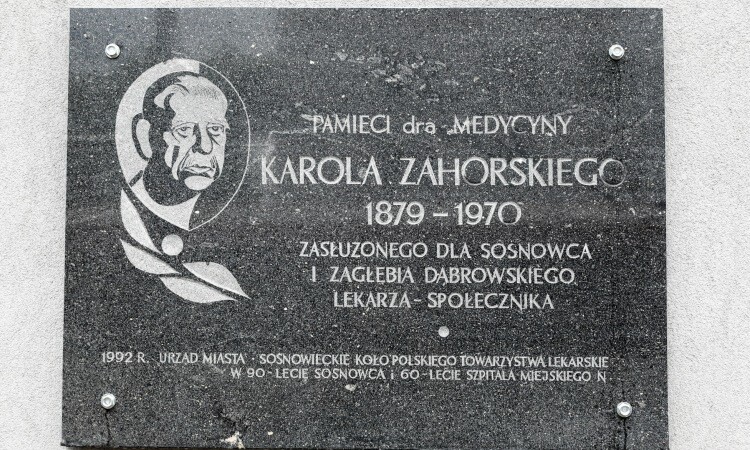 PAMIĘCI dra MEDYCYNY
KAROLA ZAHORSKIEGO
1879 - 1970
ZASŁUŻONEGO DLA SOSNOWCA
I ZAGŁĘBIA DĄBROWSKIEGO
LEKARZA - SPOŁECZNIKA
1992 R. URZĄD MIASTA · SOSNOWIECKIE KOŁO POLSKIEGO TOWARZYSTWA LEKARSKIE
W 90-LECIE SOSNOWCA i 60-LECIE SZPITALA MIEJSKIEGO N